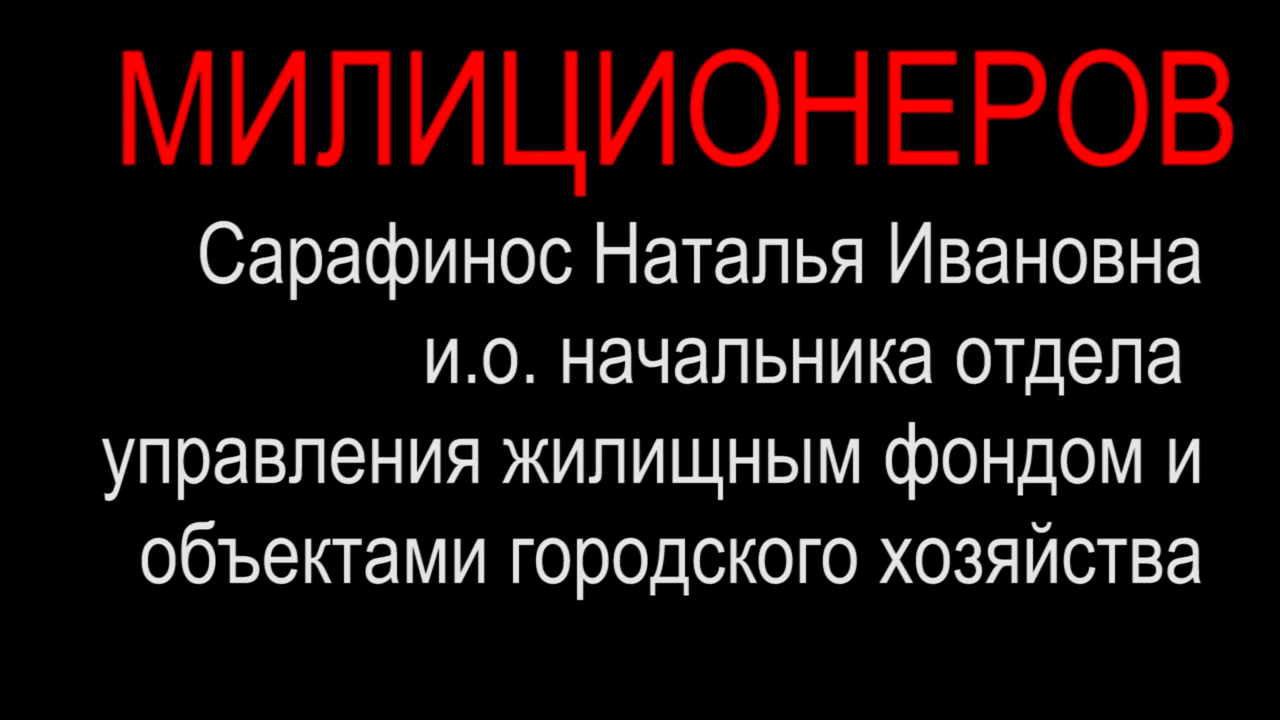 МИЛИЦИОНЕРОВ
Сарафинос Наталья Ивановна
и.о. начальника отдела
управления жилищным фондом и
объектами городского хозяйства